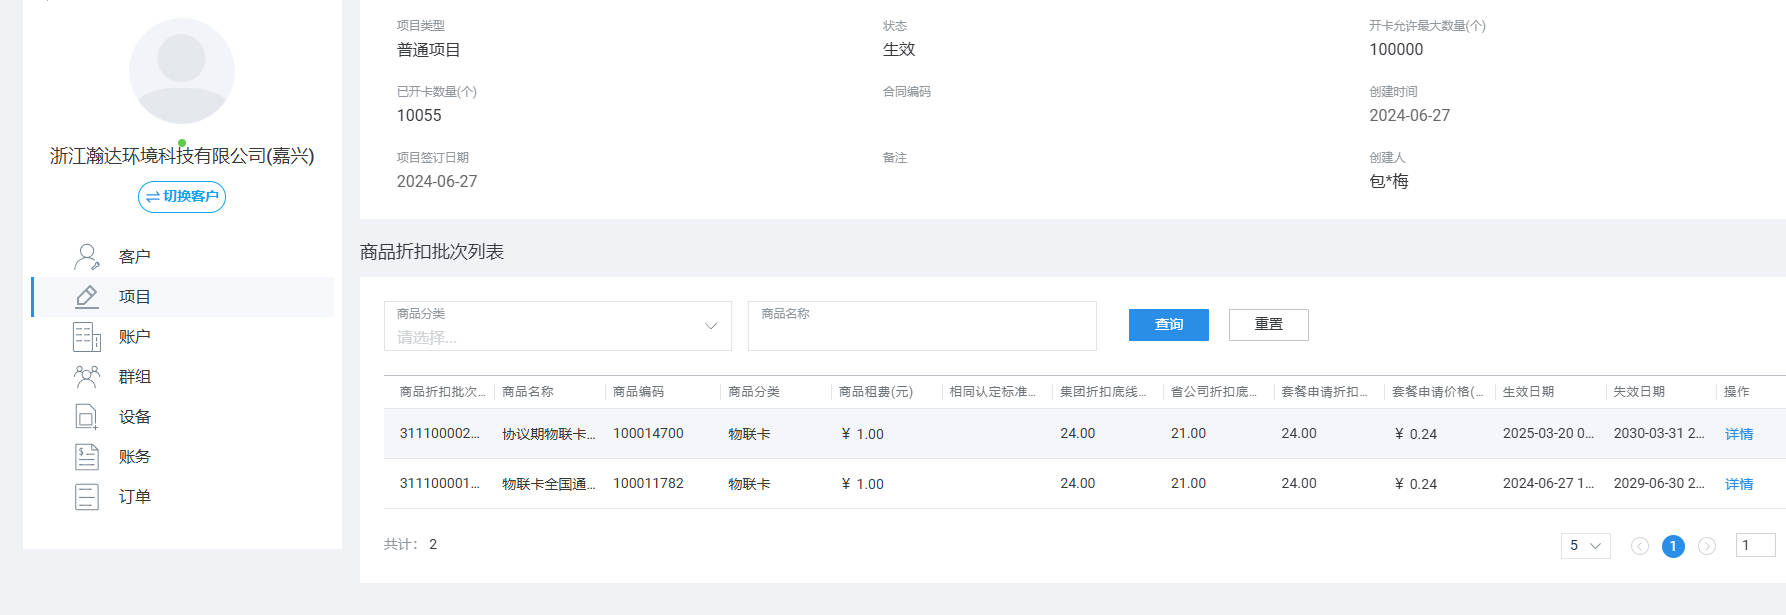 项目类型 状态 开卡允许最大数量(个)
普通项目 生效 100000
已开卡数量(个) 合同编码 创建时间
10055 2024-06-27
项目签订日期 备注 创建人
2024-06-27 包*梅
浙江瀚达环境科技有限公司(嘉兴)
切换客户
客户
项目
账户
群组
设备
账务
订单
商品折扣批次列表
商品分类 商品名称
请选择... 查询 重置
商品折扣批次... 商品名称 商品编码 商品分类 商品租费(元) 相同认定标准... 集团折扣底线... 省公司折扣底... 套餐申请折扣... 套餐申请价格(... 生效日期 失效日期 操作
311100002... 协议期物联卡... 100014700 物联卡 ¥ 1.00 24.00 21.00 24.00 ¥ 0.24 2025-03-20 0... 2030-03-31 2... 详情
311100001... 物联卡全国通... 100011782 物联卡 ¥ 1.00 24.00 21.00 24.00 ¥ 0.24 2024-06-27 1... 2029-06-30 2... 详情
共计： 2 5 1 1